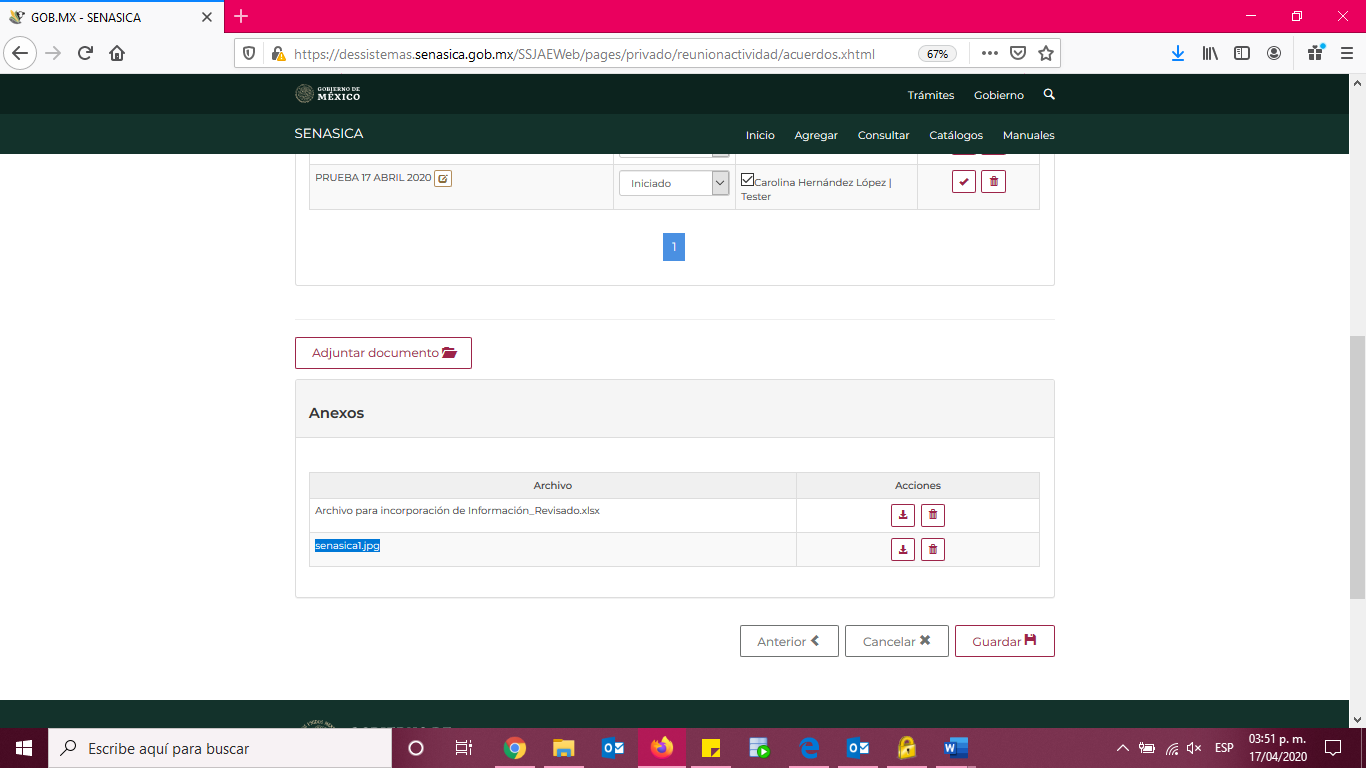 GOB.MX - SENASICA
https://dessistemas.senasica.gob.mx/SSJAEWeb/pages/privado/reunionactividad/acuerdos.xhtml 67%
GOBIERNO DE
MÉXICO
Trámites Gobierno
SENASICA
Inicio Agregar Consultar Catálogos Manuales
PRUEBA 17 ABRIL 2020 Iniciado Carolina Hernández López |
Tester
1
Adjuntar documento
Anexos
Archivo Acciones
Archivo para incorporación de Información_Revisado.xlsx
senasica1.jpg
Anterior Cancelar Guardar
Escribe aquí para buscar
ESP
03:51 p. m.
17/04/2020